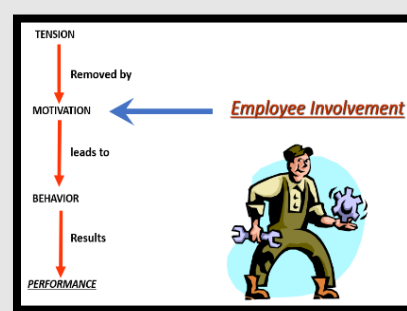 TENSION
Removed by
MOTIVATION
Employee Involvement
leads to
BEHAVIOR
Results
PERFORMANCE